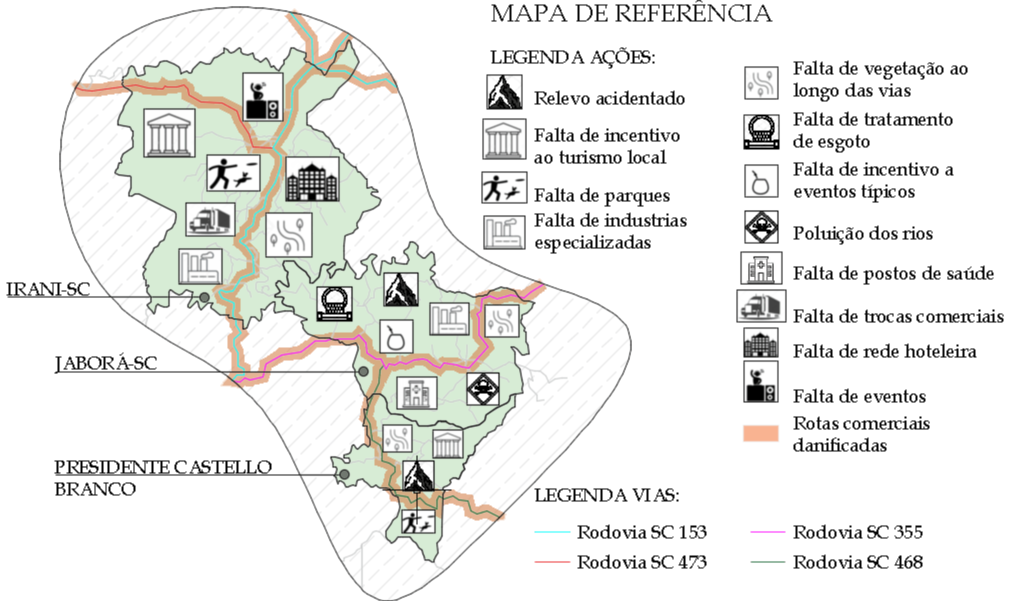 MAPA DE REFERÊNCIA
LEGENDA AÇÕES:
Relevo acidentado
Falta de incentivo
ao turismo local
Falta de parques
Falta de industrias
especializadas
Falta de vegetação ao
longo das vias
Falta de tratamento
de esgoto
Falta de incentivo a
eventos típicos
Poluição dos rios
Falta de postos de saúde
Falta de trocas comerciais
Falta de rede hoteleira
Falta de eventos
Rotas comerciais
danificadas
IRANI-SC
JABORÁ-SC
PRESIDENTE CASTELLO
BRANCO
LEGENDA VIAS:
Rodovia SC 153
Rodovia SC 473
Rodovia SC 355
Rodovia SC 468